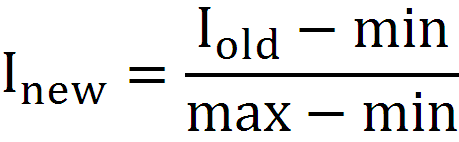 I_new = (I_old − min) / (max − min)